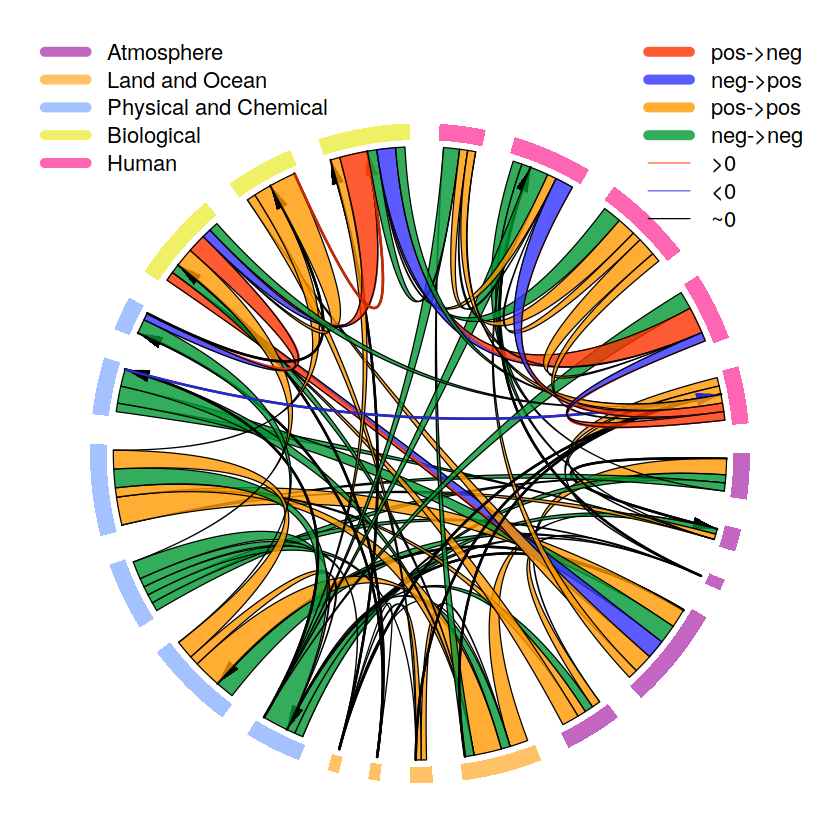 Atmosphere
Land and Ocean
Physical and Chemical
Biological
Human
pos->neg
neg->pos
pos->pos
neg->neg
>0
<0
~0